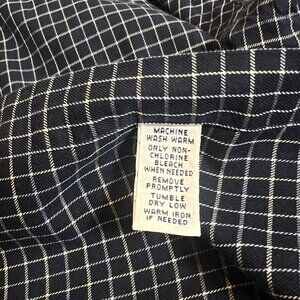 MACHINE
WASH WARM
ONLY NON-
CHLORINE
BLEACH
WHEN NEEDED
REMOVE
PROMPTLY
TUMBLE
DRY LOW
WARM IRON
IF NEEDED